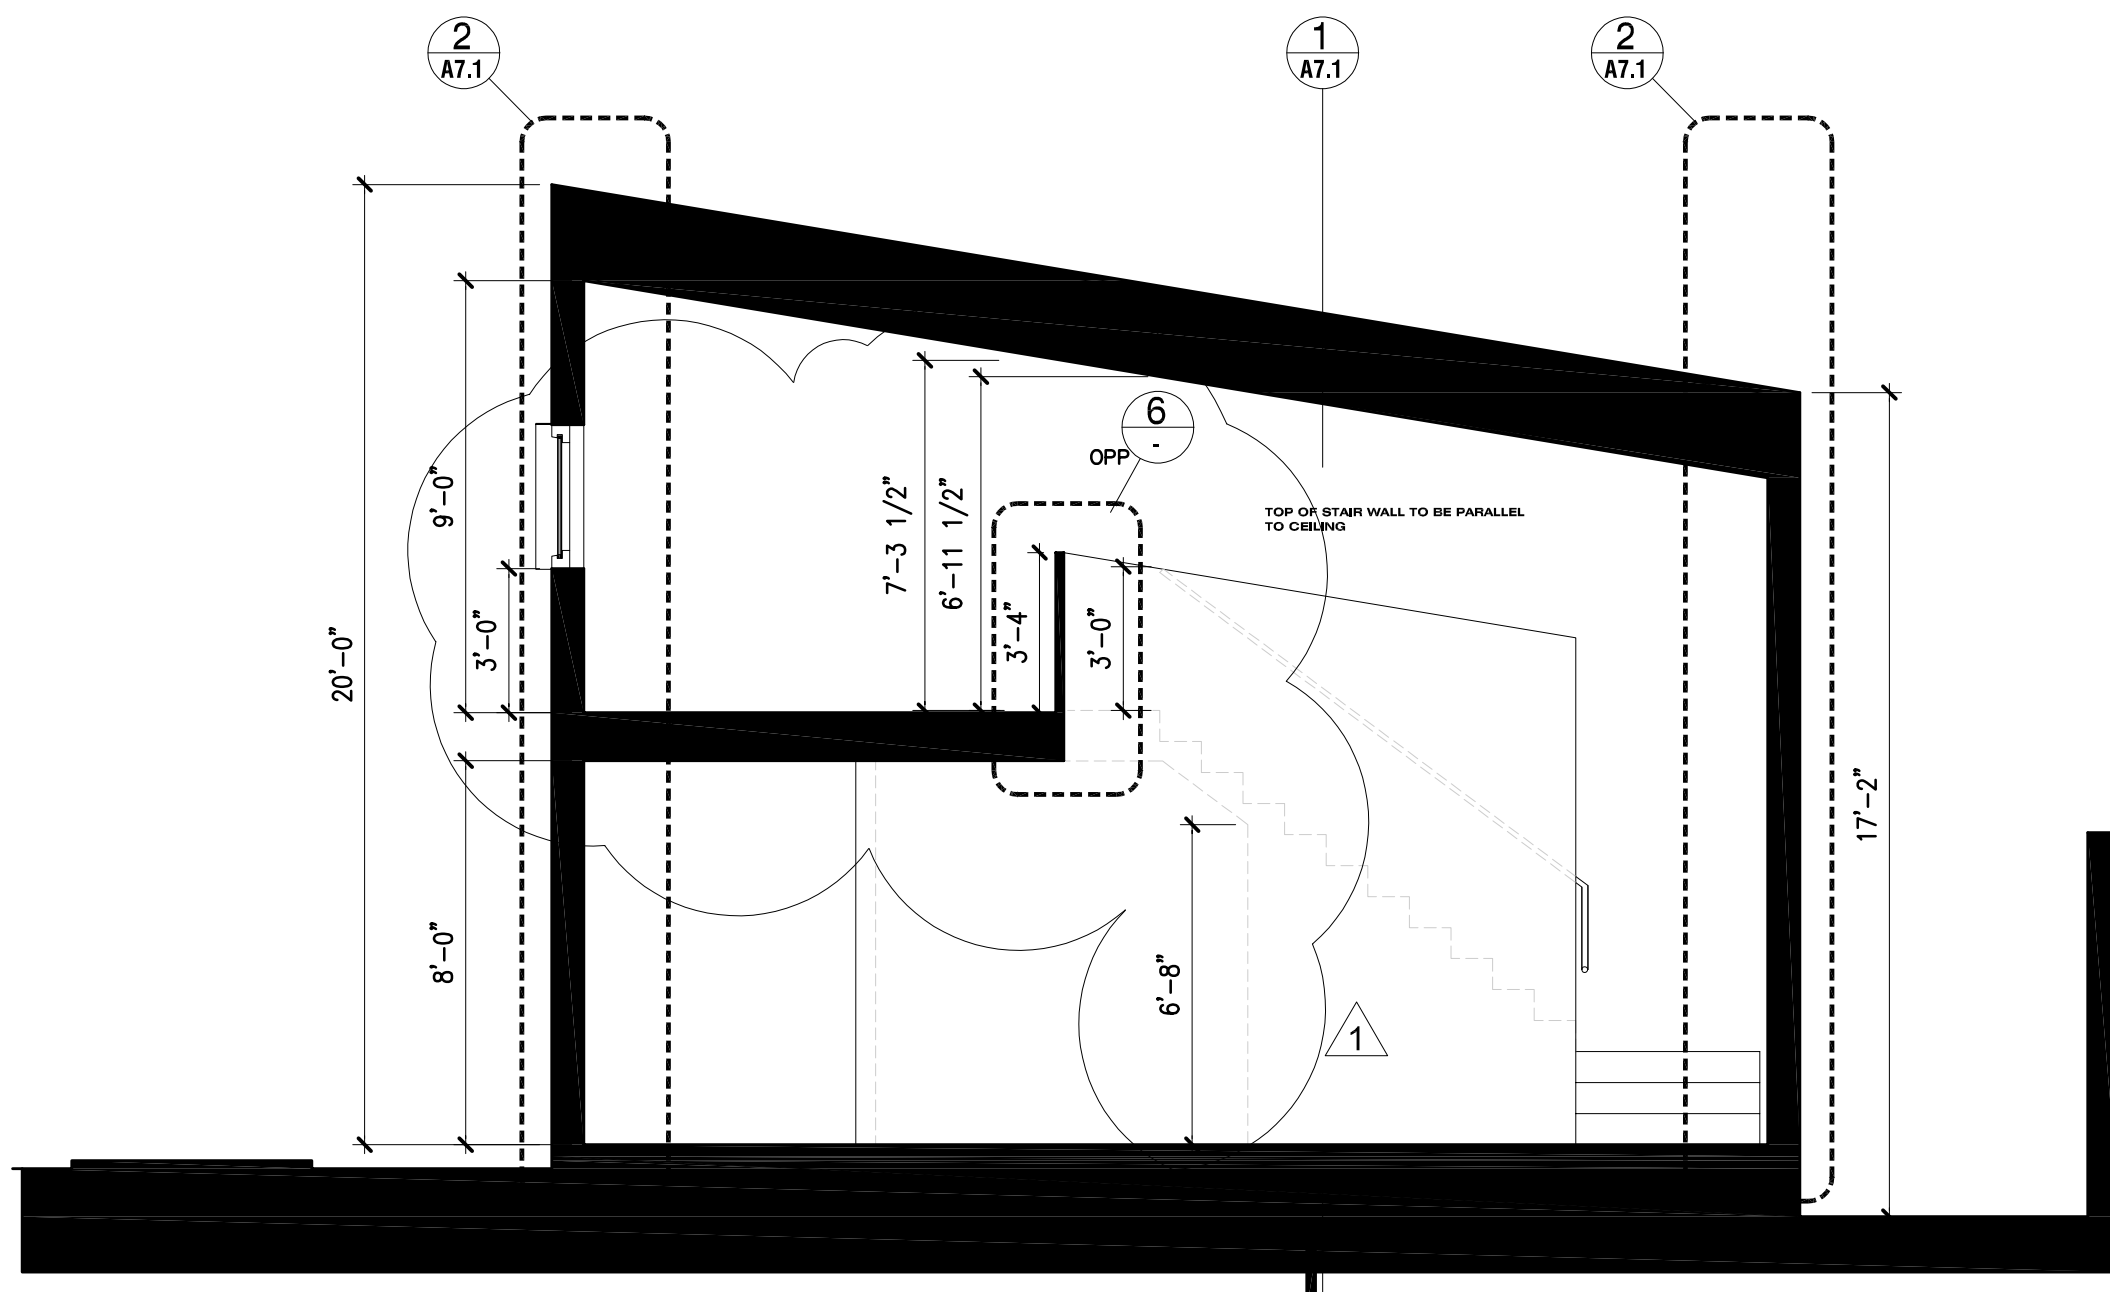 2
A7.1
1
A7.1
2
A7.1
6
-
OPP
9'-0"
7'-3 1/2"
6'-11 1/2"
TOP OF STAIR WALL TO BE PARALLEL
TO CEILING
20'-0"
3'-0"
3'-4"
3'-0"
17'-2"
8'-0"
6'-8"
1